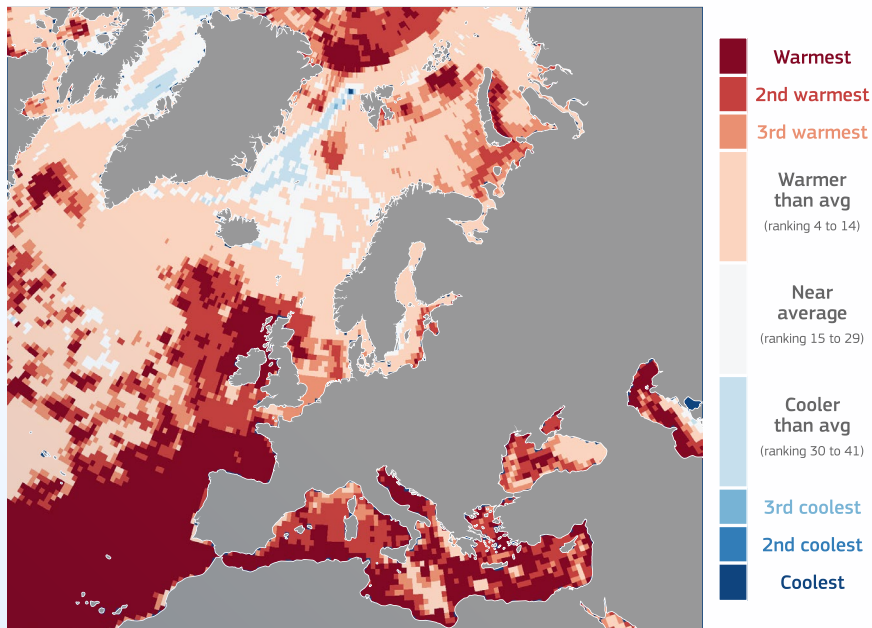 Warmest
2nd warmest
3rd warmest
Warmer
than avg
(ranking 4 to 14)
Near
average
(ranking 15 to 29)
Cooler
than avg
(ranking 30 to 41)
3rd coolest
2nd coolest
Coolest